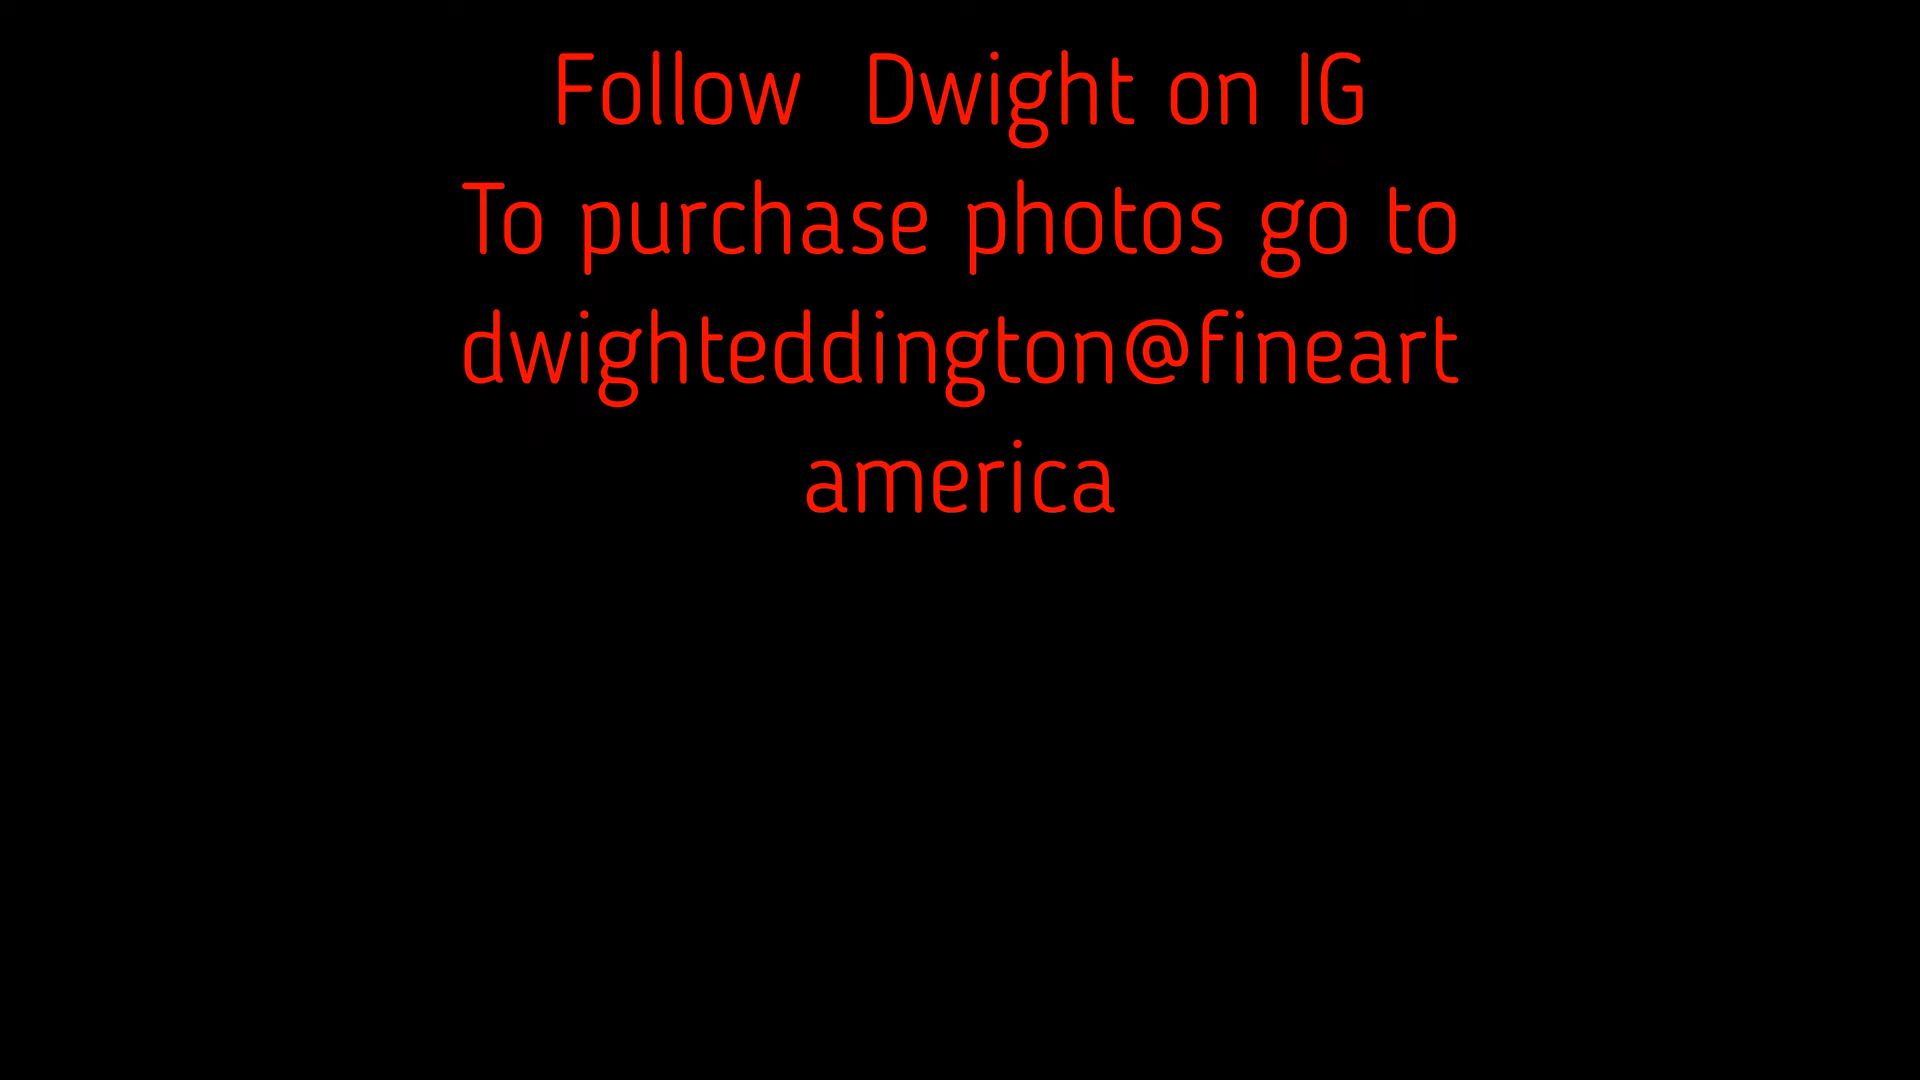 Follow  Dwight on IG
To purchase photos go to
dwighteddington@fineart
america